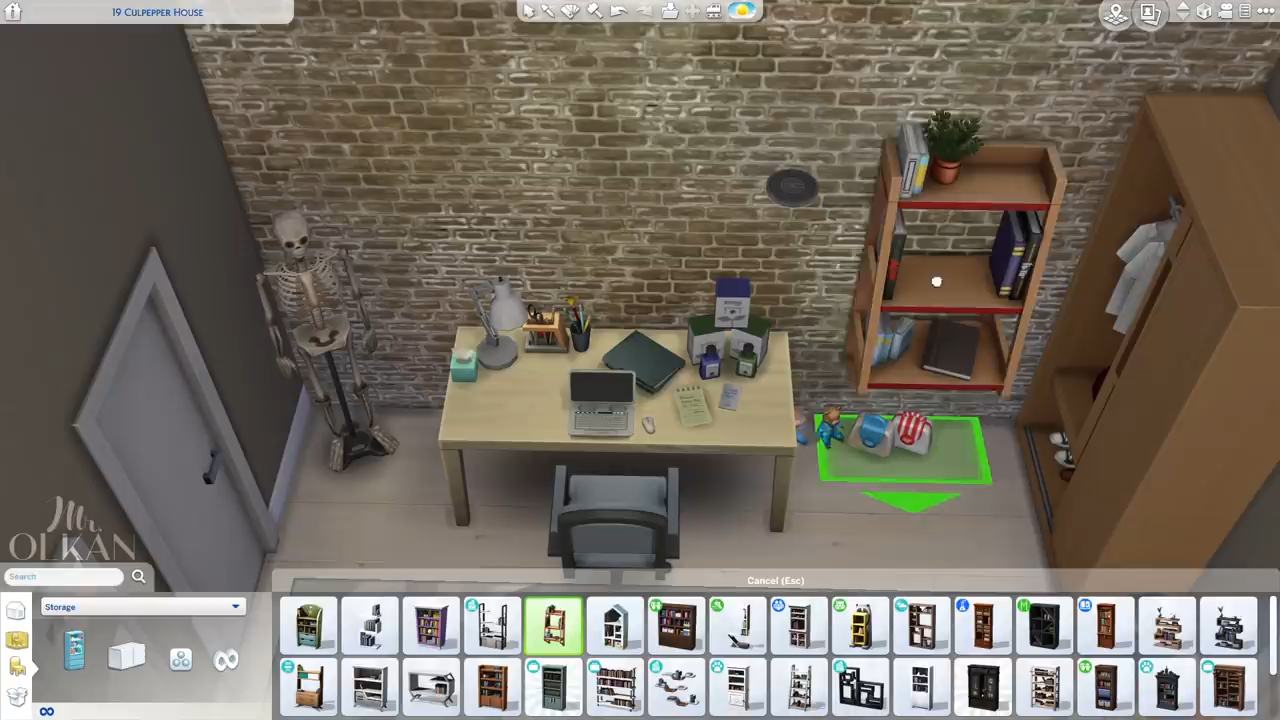 19 Culpepper House
Mr.
OLKAN
Cancel (Esc)
Search
Storage